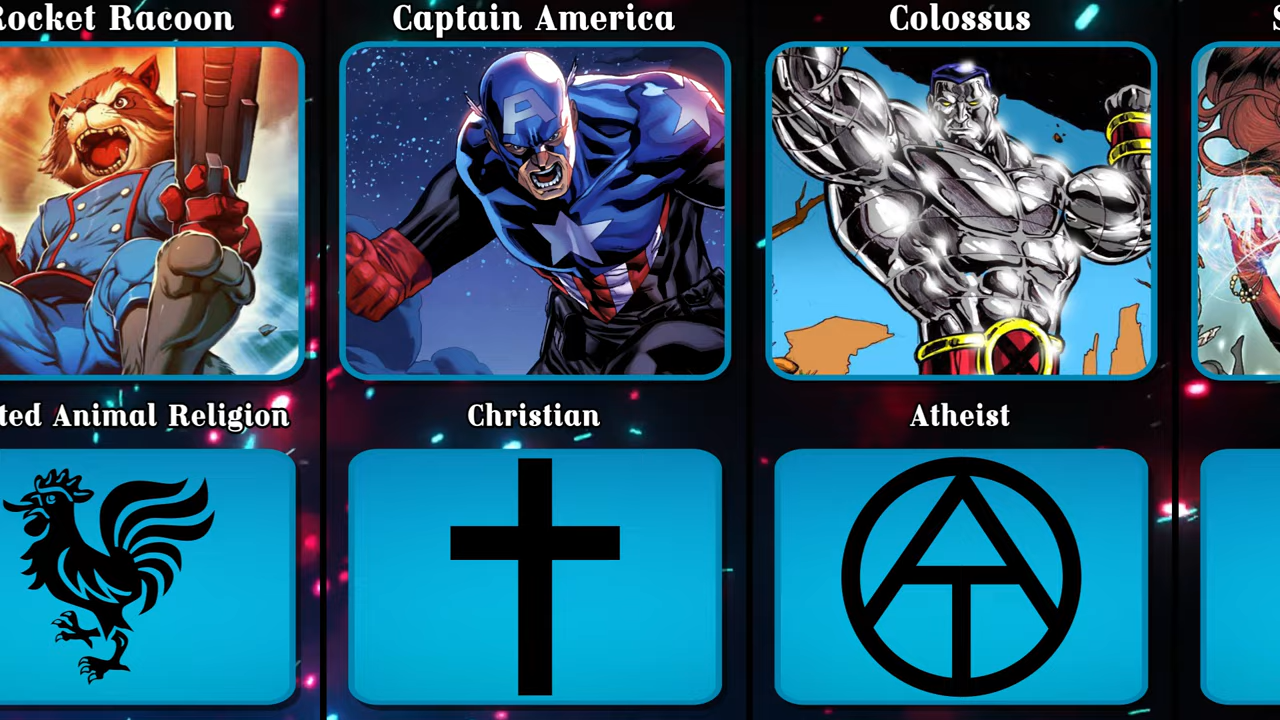 Rocket Racoon
Captain America
Colossus
S
A
ted Animal Religion
Christian
Atheist